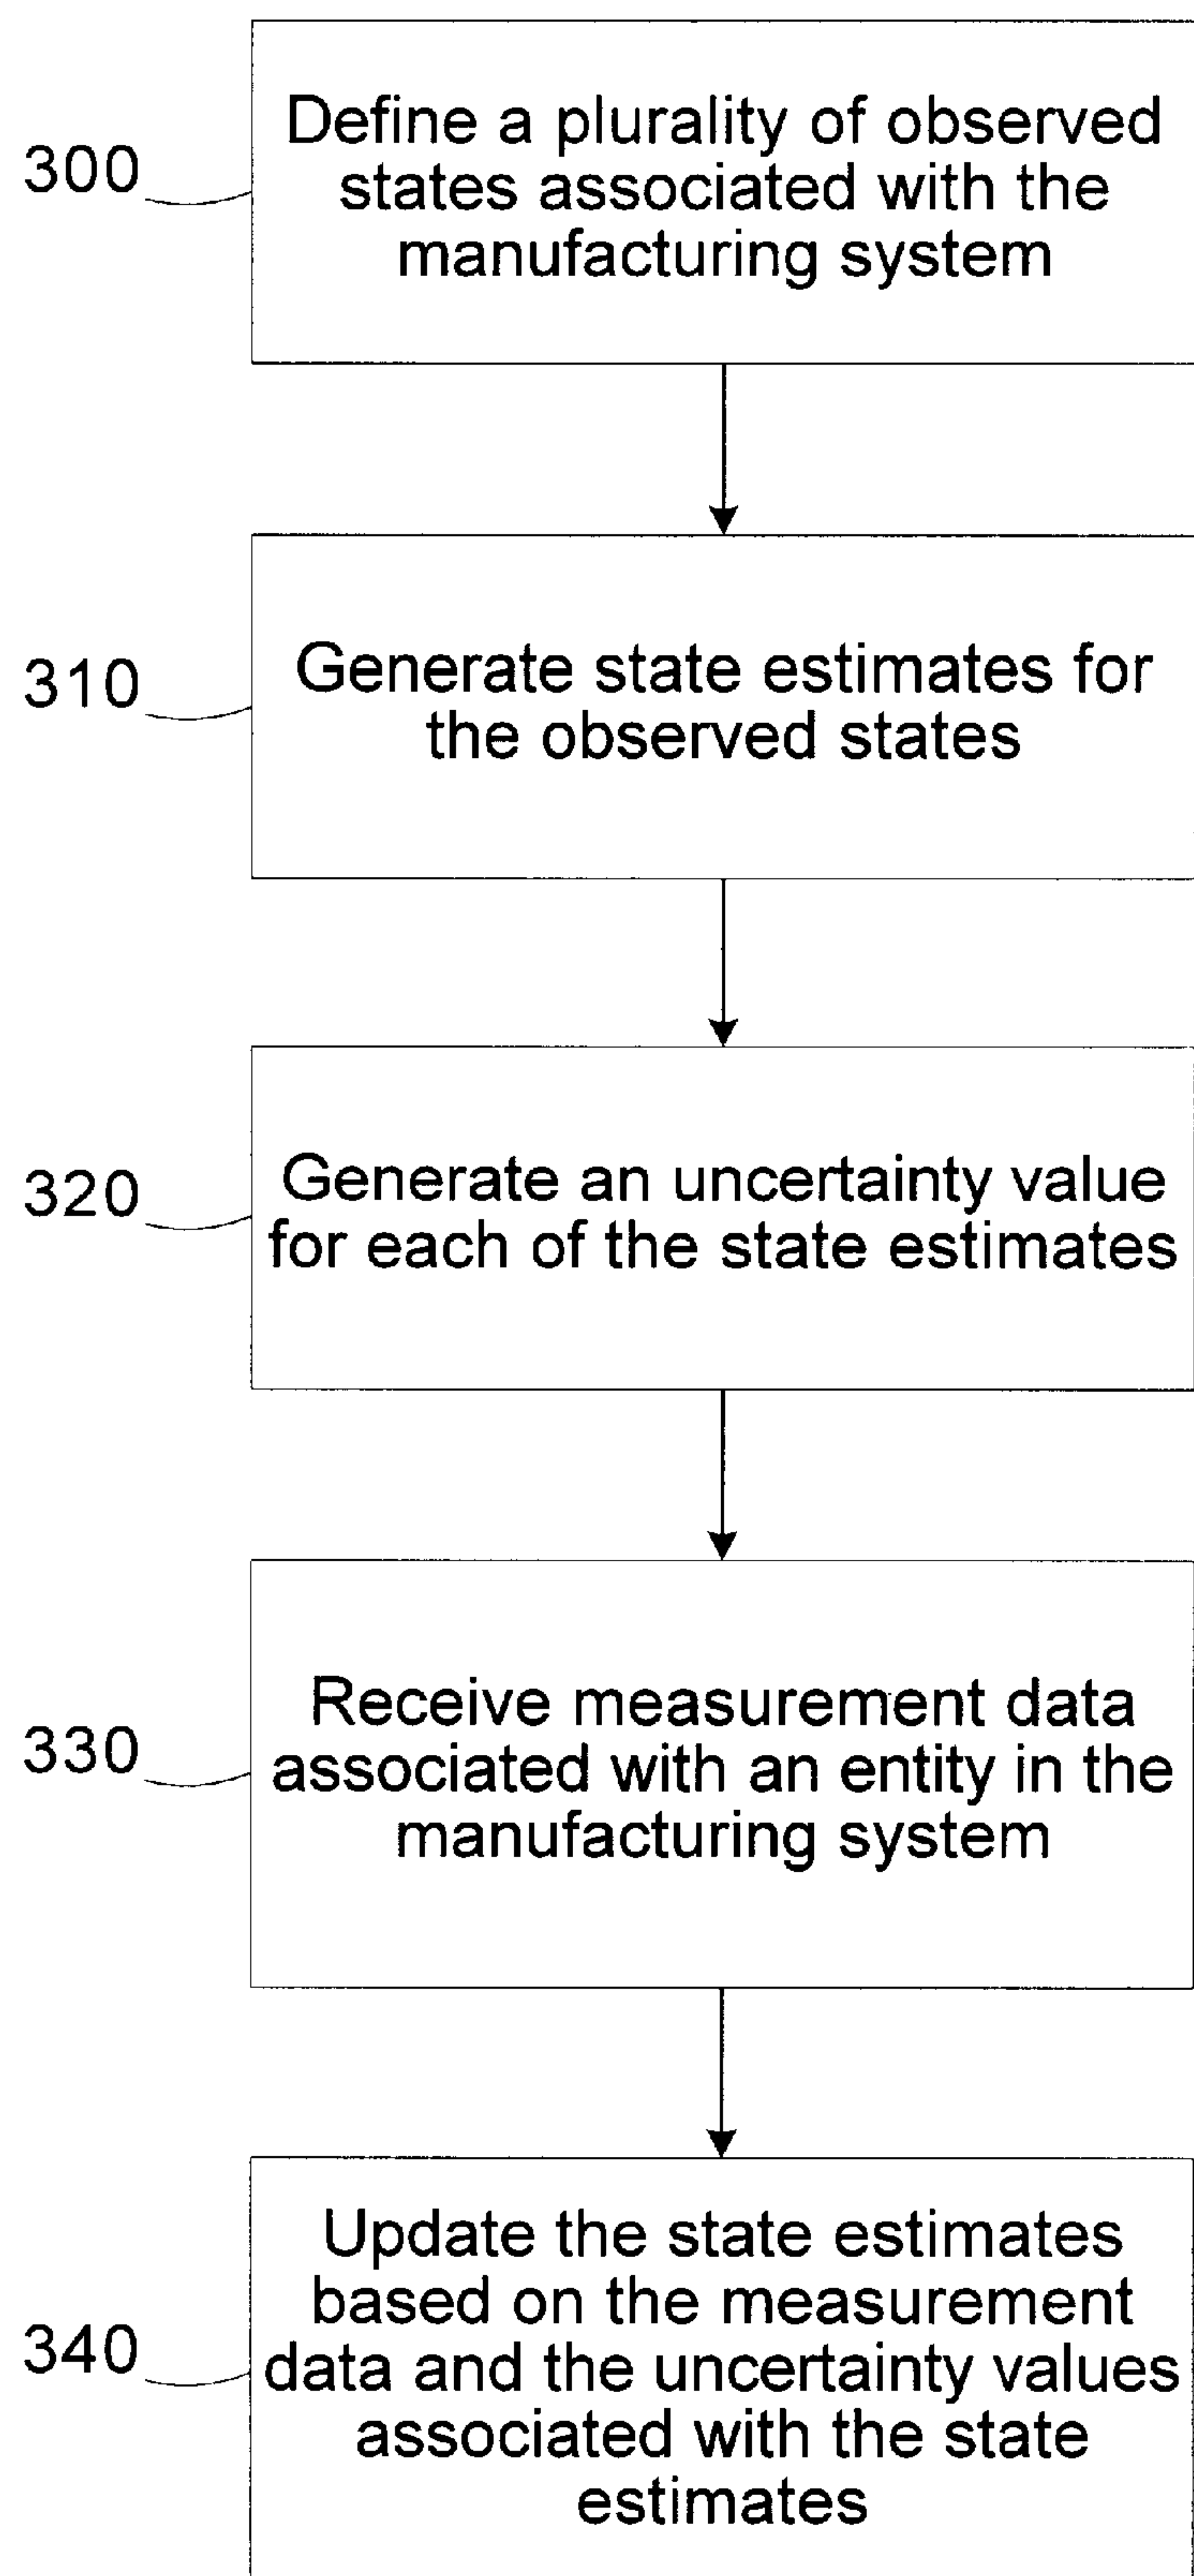 300
Define a plurality of observed
states associated with the
manufacturing system
310
Generate state estimates for
the observed states
320
Generate an uncertainty value
for each of the state estimates
330
Receive measurement data
associated with an entity in the
manufacturing system
340
Update the state estimates
based on the measurement
data and the uncertainty values
associated with the state
estimates